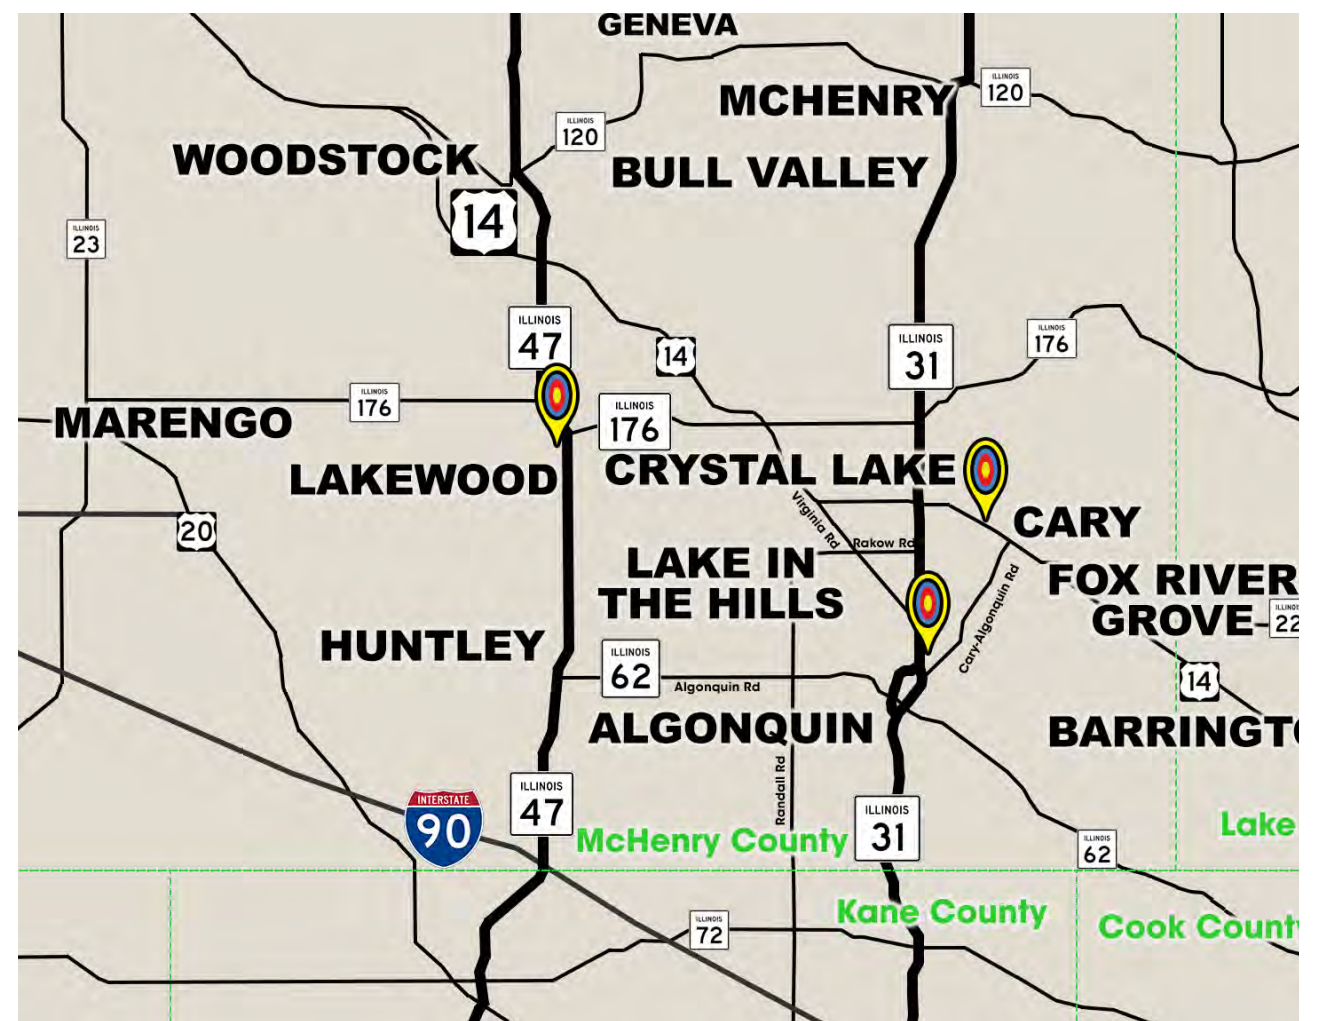 GENEVA
MCHENRY
ILLINOIS
120
ILLINOIS
120
WOODSTOCK
BULL VALLEY
14
ILLINOIS
23
ILLINOIS
47
14
ILLINOIS
31
ILLINOIS
176
ILLINOIS
176
ILLINOIS
176
MARENGO
LAKEWOOD
CRYSTAL LAKE
CARY
20
Virginia Rd
Rakow Rd
LAKE IN
THE HILLS
Cary-Algonquin Rd
FOX RIVER
GROVE
ILLINOI
22
HUNTLEY
ILLINOIS
62
Algonquin Rd
14
ALGONQUIN
BARRINGTO
Randall Rd
INTERSTATE
90
ILLINOIS
47
McHenry County
ILLINOIS
31
Lake
ILLINOIS
62
Kane County
Cook Count
ILLINOIS
72